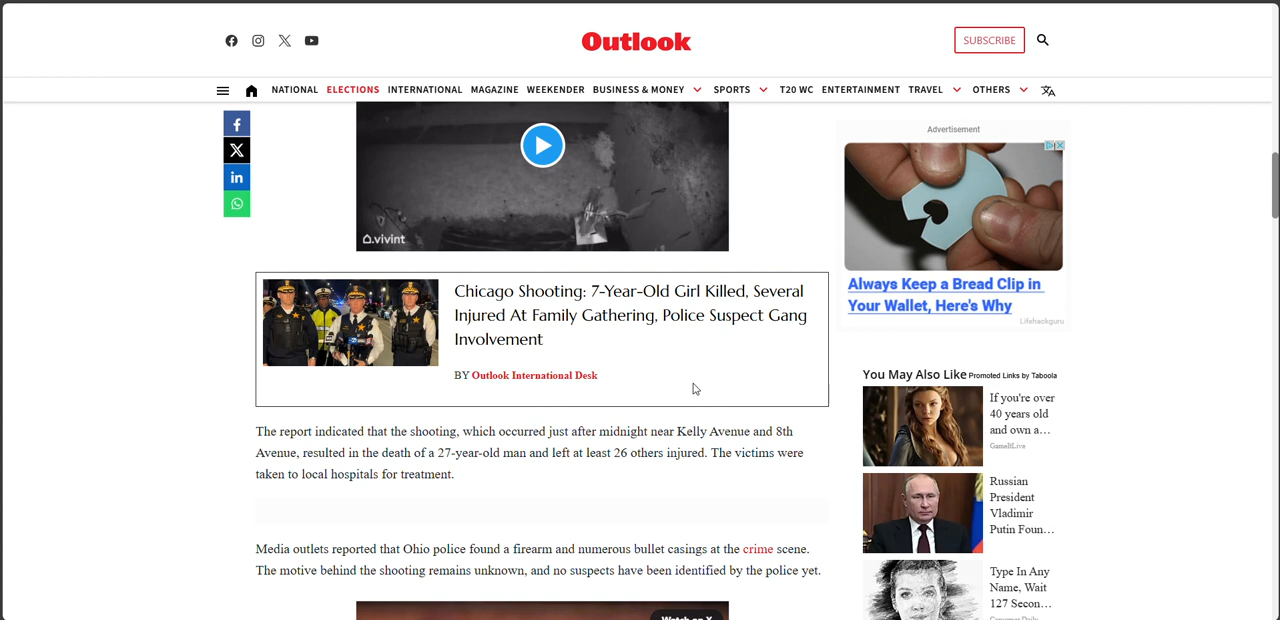 Outlook
SUBSCRIBE
NATIONAL ELECTIONS INTERNATIONAL MAGAZINE WEEKENDER BUSINESS & MONEY SPORTS T20 WC ENTERTAINMENT TRAVEL OTHERS
vivint
Chicago Shooting: 7-Year-Old Girl Killed, Several
Injured At Family Gathering, Police Suspect Gang
Involvement
BY Outlook International Desk
The report indicated that the shooting, which occurred just after midnight near Kelly Avenue and 8th
Avenue, resulted in the death of a 27-year-old man and left at least 26 others injured. The victims were
taken to local hospitals for treatment.
Media outlets reported that Ohio police found a firearm and numerous bullet casings at the crime scene.
The motive behind the shooting remains unknown, and no suspects have been identified by the police yet.
Watch on X
Advertisement
Always Keep a Bread Clip in
Your Wallet, Here's Why
Lifehackguru
You May Also Like Promoted Links by Taboola
If you're over
40 years old
and own a...
GameItLive
Russian
President
Vladimir
Putin Foun...
Type In Any
Name, Wait
127 Secon...
Consumer Daily